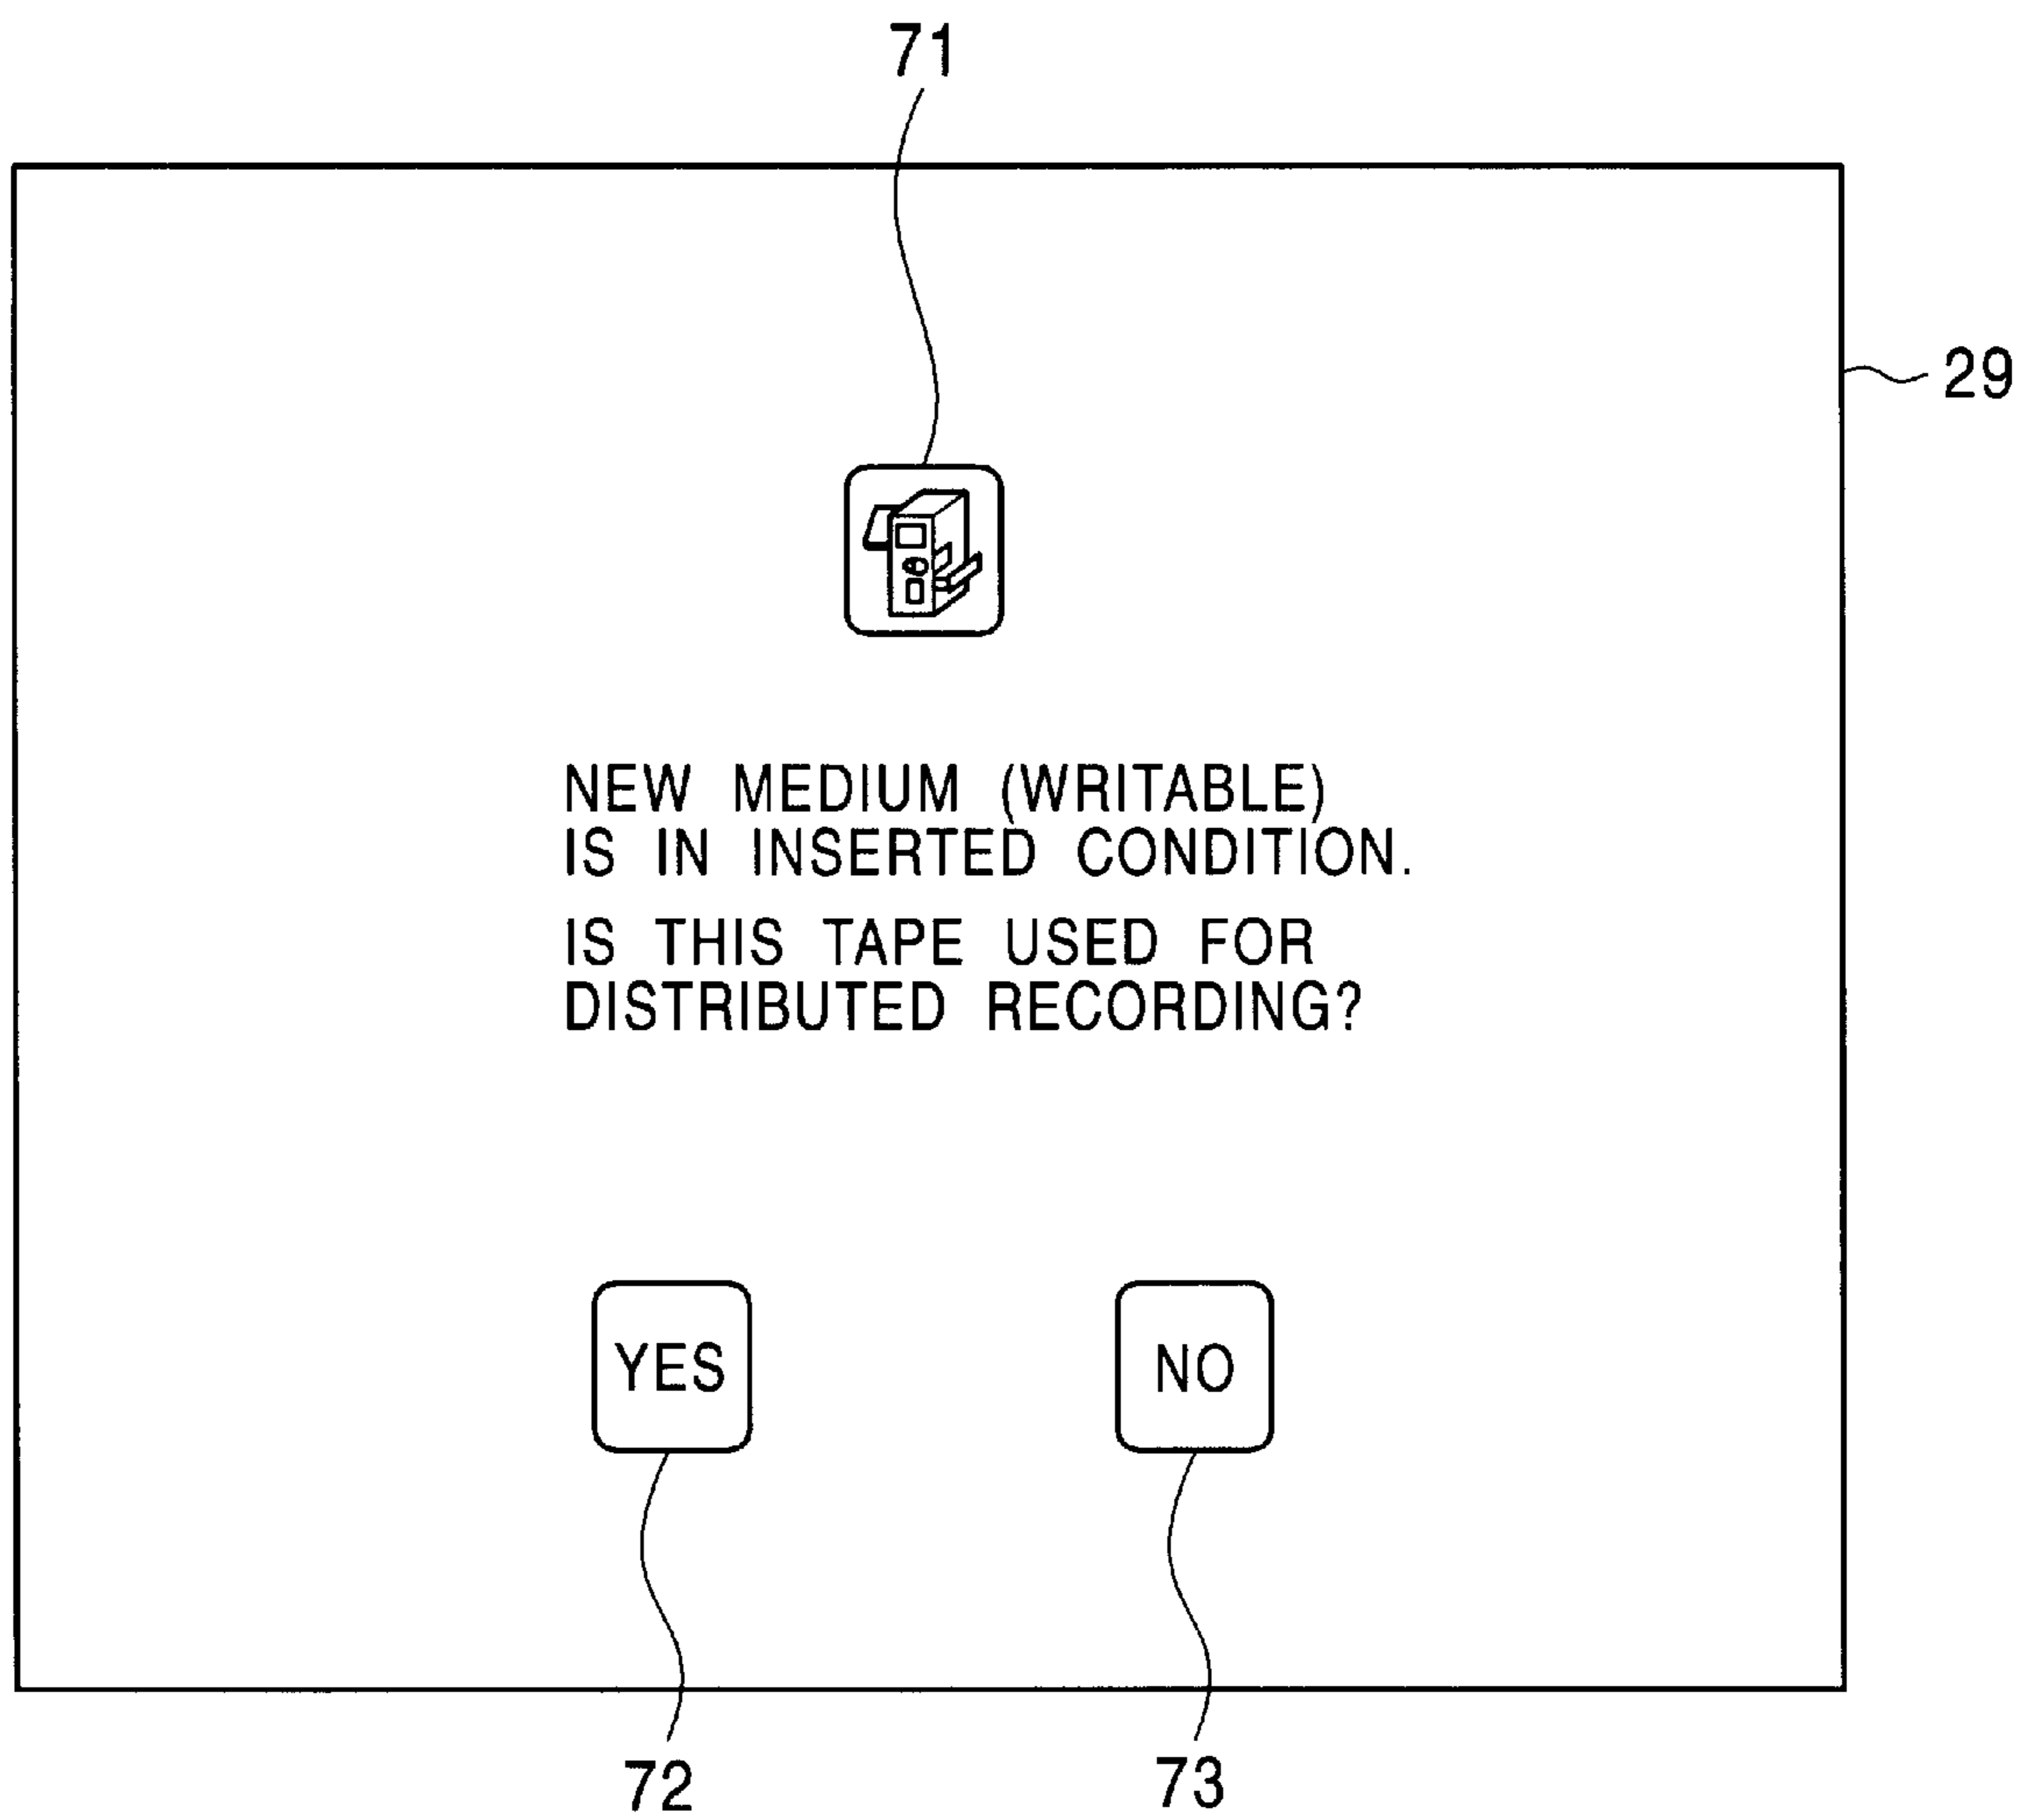 71
29
NEW MEDIUM (WRITABLE)
IS IN INSERTED CONDITION.
IS THIS TAPE USED FOR
DISTRIBUTED RECORDING?
YES
NO
72
73